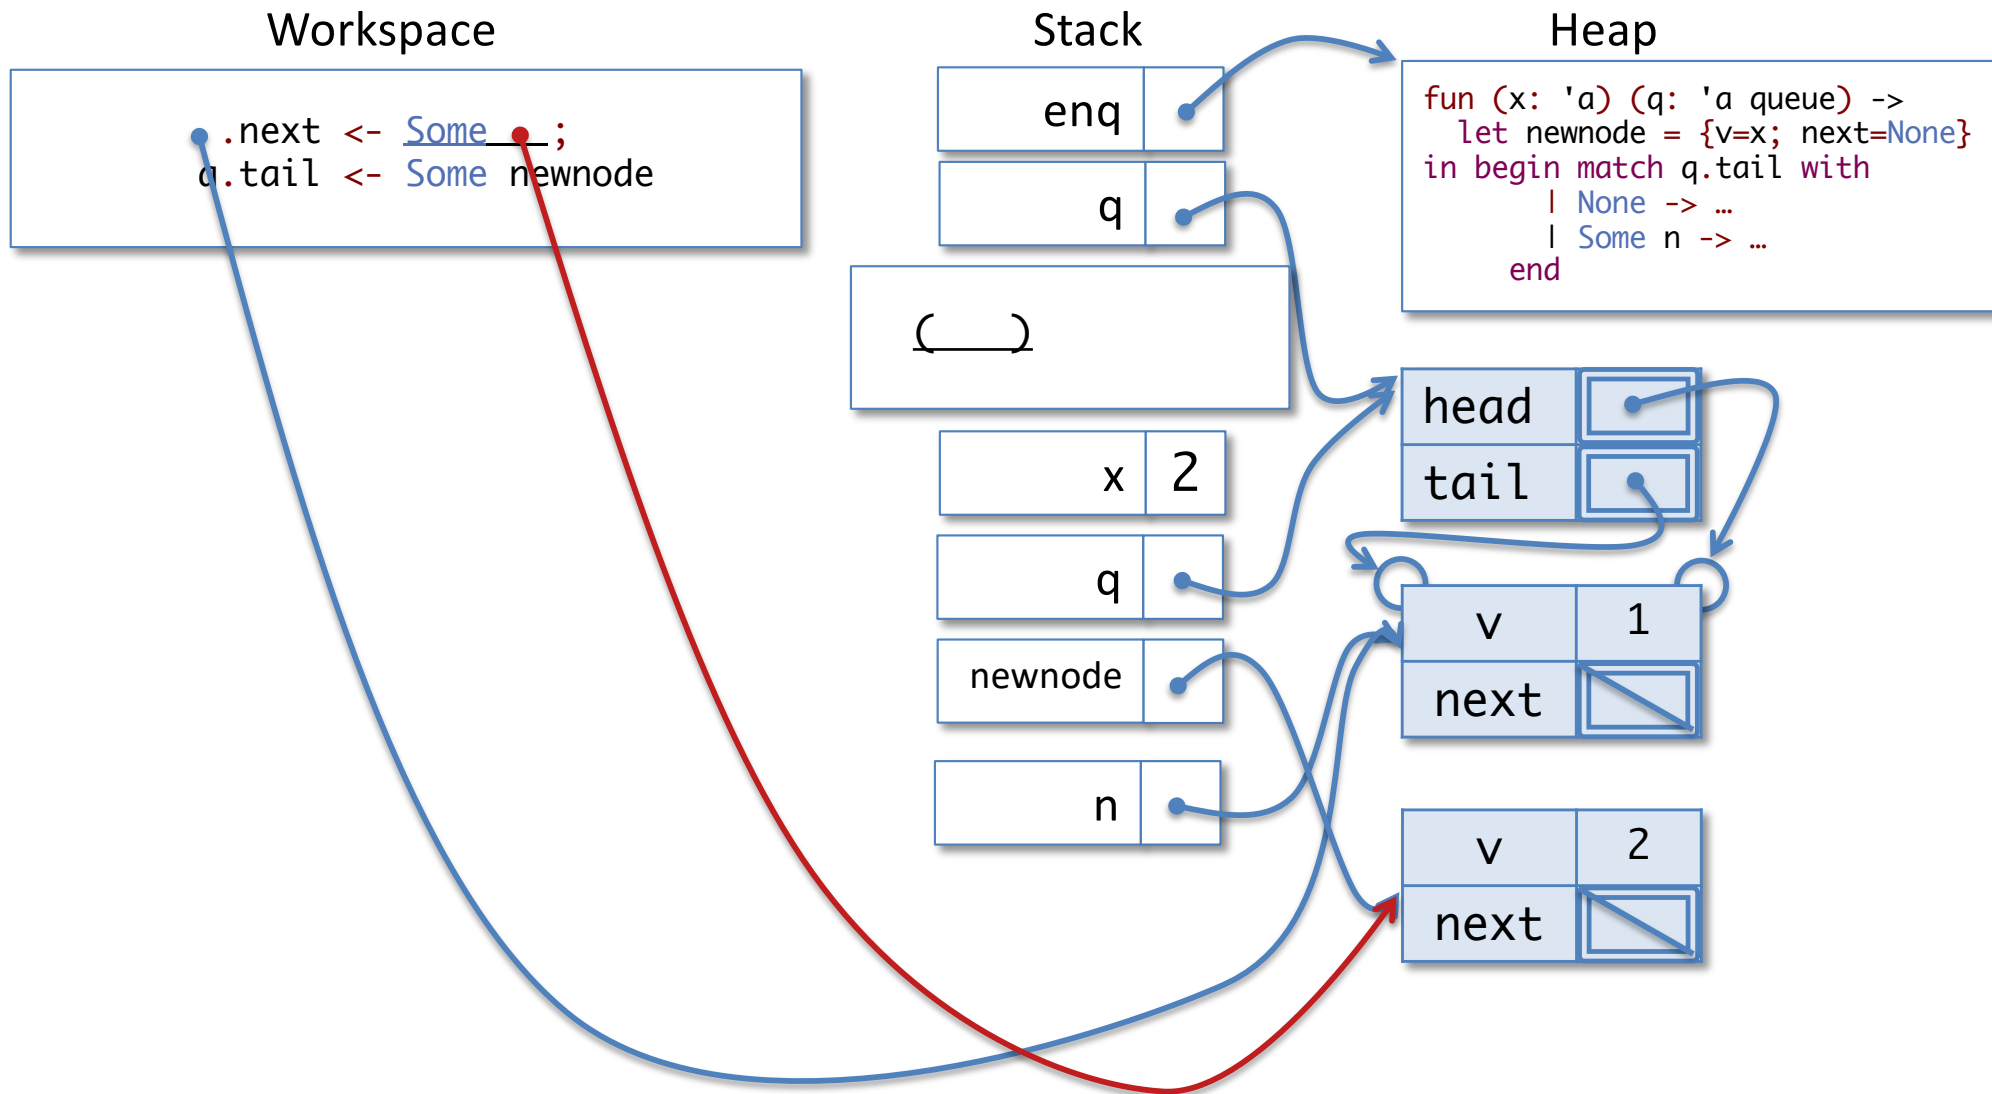 Workspace
.next <- Some ;
q.tail <- Some newnode
Stack
enq
q
( )
x 2
q
newnode
n
Heap
fun (x: 'a) (q: 'a queue) ->
let newnode = {v=x; next=None}
in begin match q.tail with
| None -> …
| Some n -> …
end
head
tail
v 1
next
v 2
next